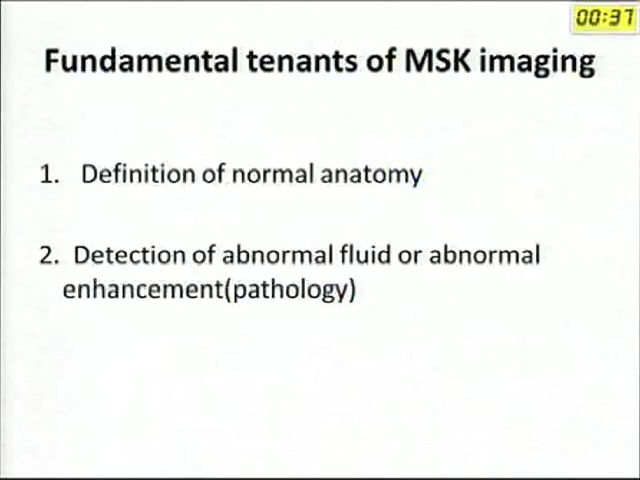 00:37
Fundamental tenants of MSK imaging
1. Definition of normal anatomy
2. Detection of abnormal fluid or abnormal
enhancement(pathology)